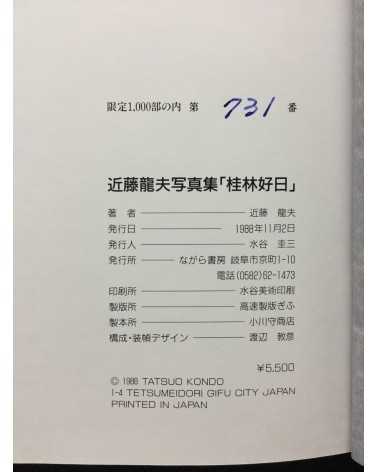 限定1,000部の内 第 731 番
近藤龍夫写真集「桂林好日」
著 者 ─── 近藤 龍夫
発行日 ─── 1988年11月2日
発行人 ─── 水谷 圭三
発行所 ─── ながら書房 岐阜市京町1-10
電話(0582)62-1473
印刷所 ─── 水谷美術印刷
製版所 ─── 高速製版ぎふ
製本所 ─── 小川守商店
構成・装幀デザイン ─── 渡辺 敦彦
¥5,500
© 1988 TATSUO KONDO
1-4 TETSUMEIDORI GIFU CITY JAPAN
PRINTED IN JAPAN